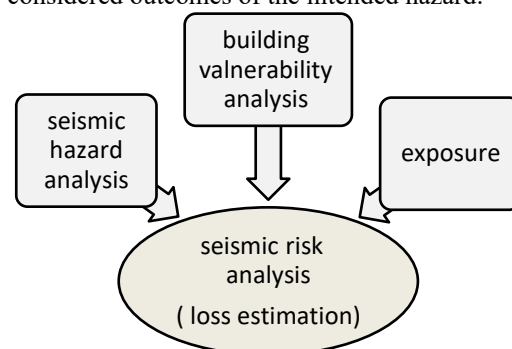 considered outcomes of the intended hazard.
building
valnerability
analysis
seismic
hazard
analysis
exposure
seismic risk
analysis
( loss estimation)